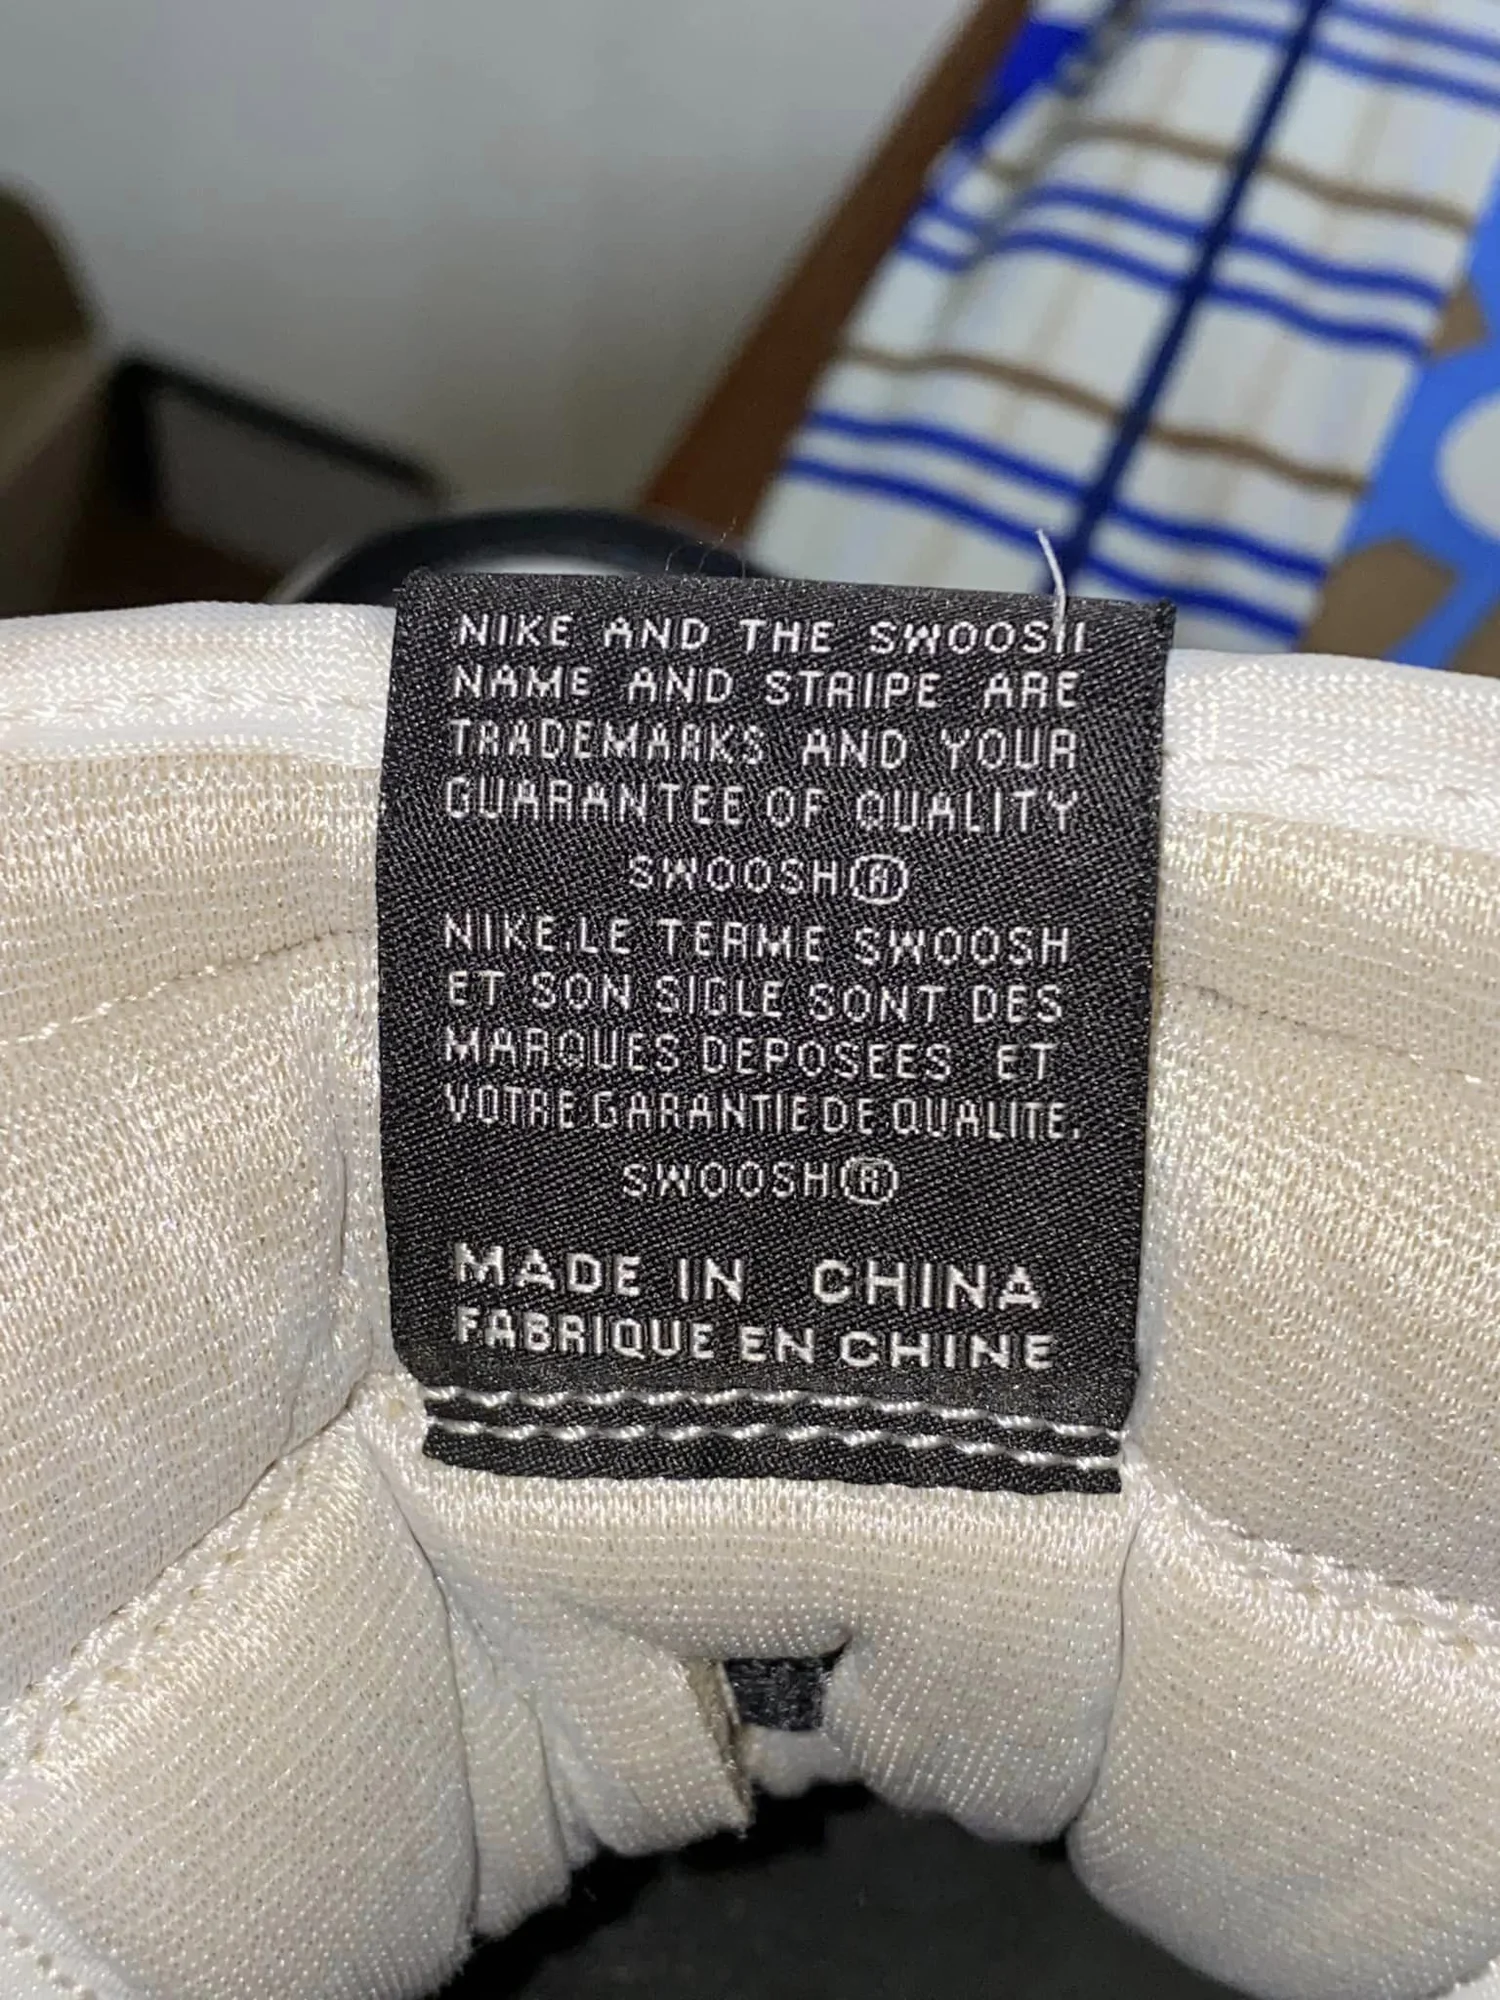 NIKE AND THE SWOOSH
NAME AND STRIPE ARE
TRADEMARKS AND YOUR
GUARANTEE OF QUALITY
SWOOSH®
NIKE.LE TERME SWOOSH
ET SON SIGLE SONT DES
MARQUES DEPOSEES ET
VOTRE GARANTIE DE QUALITE.
SWOOSH®
MADE IN CHINA
FABRIQUE EN CHINE